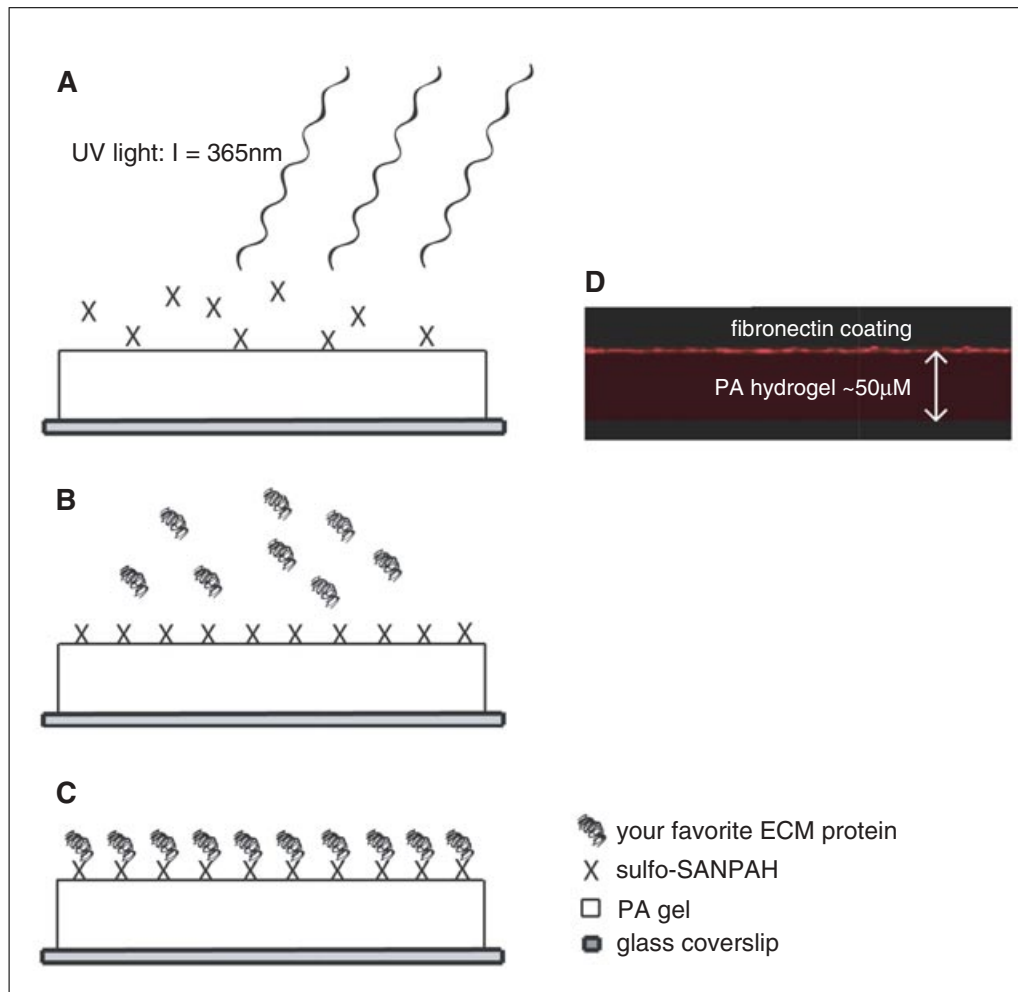 A
UV light: I = 365nm
D
fibronectin coating
PA hydrogel ~50μM
B
C
your favorite ECM protein
X sulfo-SANPAH
PA gel
glass coverslip